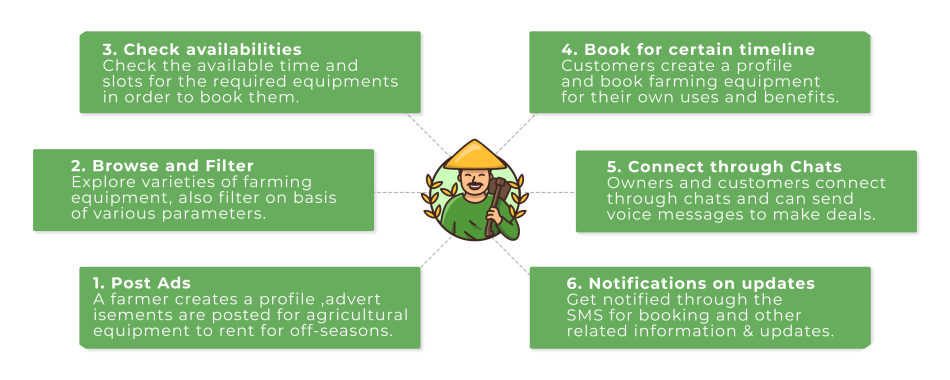 3. Check availabilities
Check the available time and
slots for the required equipments
in order to book them.
4. Book for certain timeline
Customers create a profile
and book farming equipment
for their own uses and benefits.
2. Browse and Filter
Explore varieties of farming
equipment, also filter on basis
of various parameters.
5. Connect through Chats
Owners and customers connect
through chats and can send
voice messages to make deals.
1. Post Ads
A farmer creates a profile ,advert
isements are posted for agricultural
equipment to rent for off-seasons.
6. Notifications on updates
Get notified through the
SMS for booking and other
related information & updates.